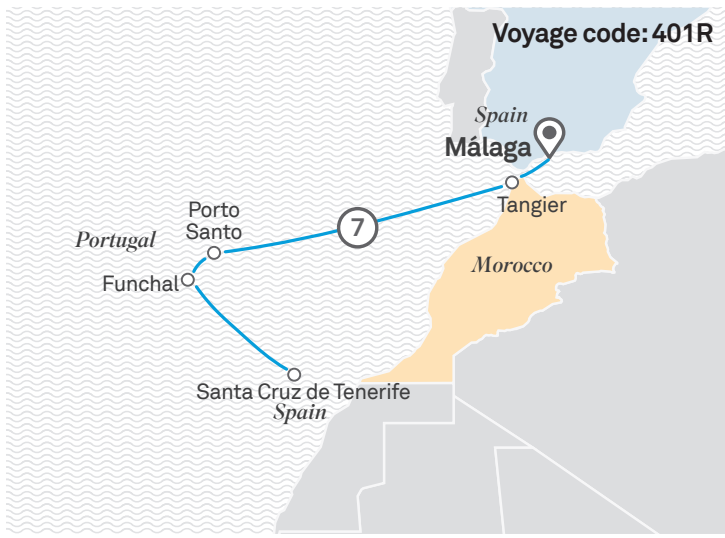 Voyage code: 401R
Spain
Málaga
Tangier
Porto
Santo
7
Portugal
Morocco
Funchal
Santa Cruz de Tenerife
Spain